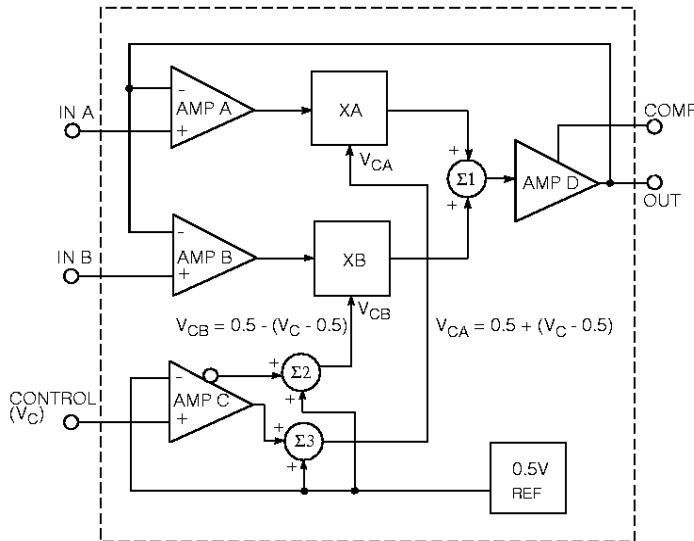 IN A
-
+
AMP A
XA
V_CA
+
+
Σ1
AMP D
COMP
OUT
IN B
-
+
AMP B
XB
V_CB
V_CB = 0.5 - (V_C - 0.5)
V_CA = 0.5 + (V_C - 0.5)
CONTROL
(V_C)
-
+
AMP C
+
+
Σ2
+
+
Σ3
0.5V
REF